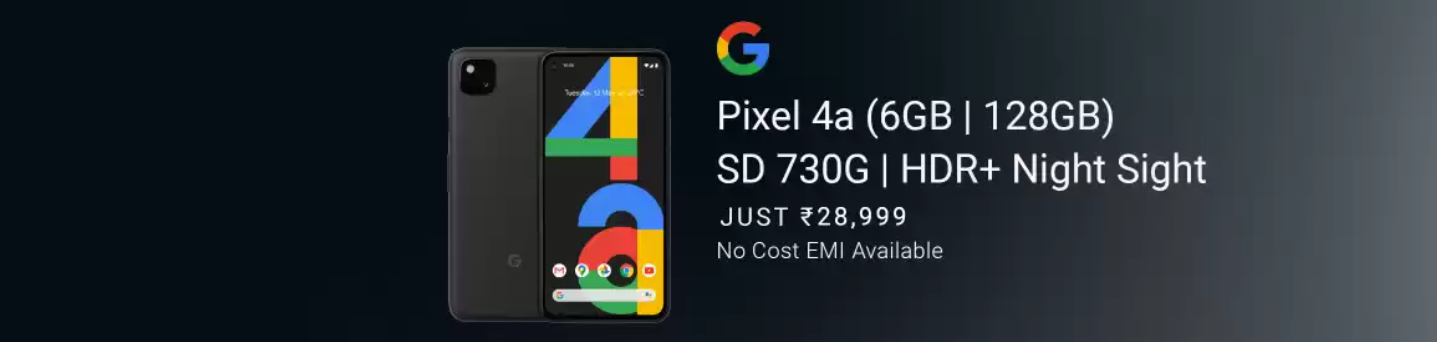 Pixel 4a (6GB | 128GB)
SD 730G | HDR+ Night Sight
JUST ₹28,999
No Cost EMI Available